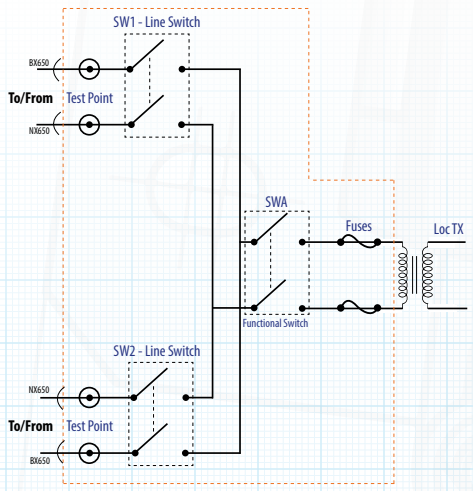 SW1 - Line Switch
BX650
To/From Test Point
NX650
SWA
Fuses
Loc TX
Functional Switch
SW2 - Line Switch
NX650
To/From Test Point
BX650